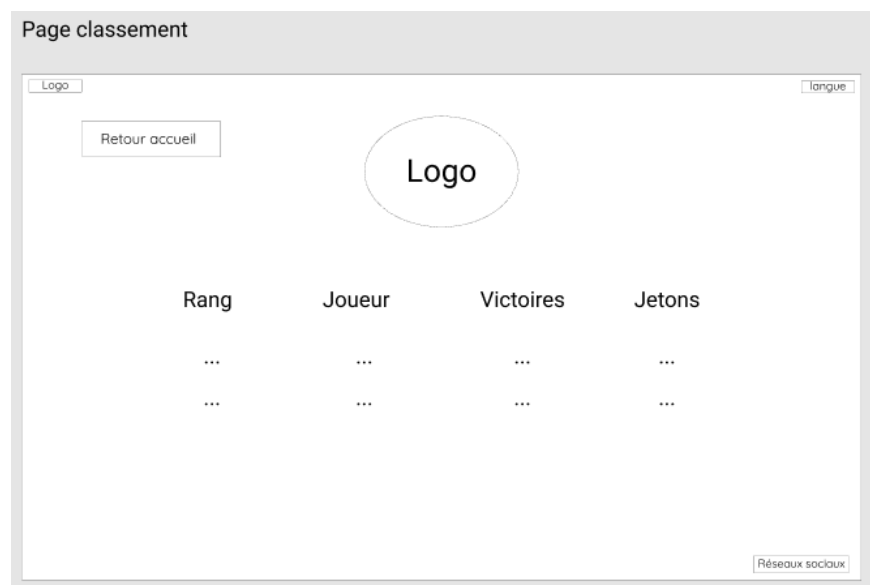 Page classement
Logo
langue
Retour accueil
Logo
Rang Joueur Victoires Jetons
... ... ... ...
... ... ... ...
Réseaux sociaux